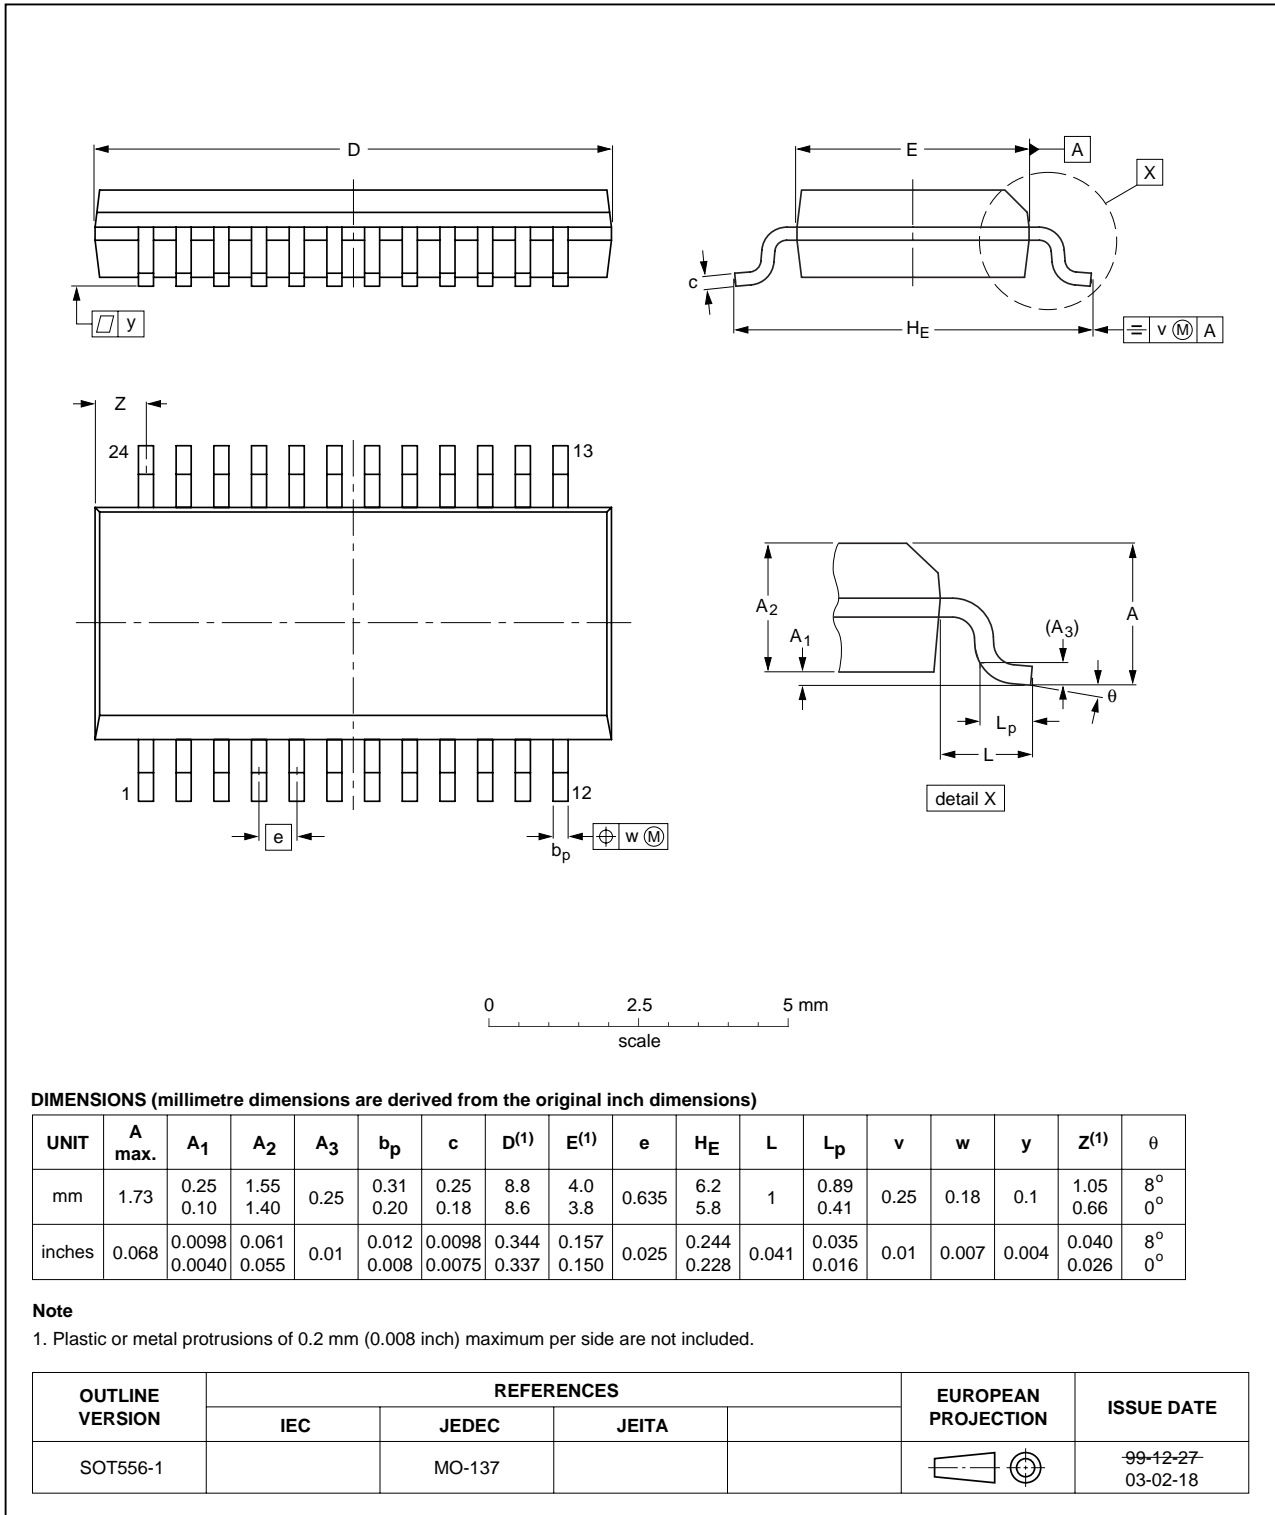 D
E
A
X
c
y
HE
v Ⓜ A
Z
24
13
A2
A1
(A3)
A
θ
Lp
L
1
12
e
bp
w Ⓜ
detail X
0 2.5 5 mm
scale
DIMENSIONS (millimetre dimensions are derived from the original inch dimensions)
UNIT A max. A1 A2 A3 bp c D(1) E(1) e HE L Lp v w y Z(1) θ
mm 1.73 0.25 0.10 1.55 1.40 0.25 0.31 0.20 0.25 0.18 8.8 8.6 4.0 3.8 0.635 6.2 5.8 1 0.89 0.41 0.25 0.18 0.1 1.05 0.66 8° 0°
inches 0.068 0.0098 0.0040 0.061 0.055 0.01 0.012 0.008 0.0098 0.0075 0.344 0.337 0.157 0.150 0.025 0.244 0.228 0.041 0.035 0.016 0.01 0.007 0.004 0.040 0.026 8° 0°
Note
1. Plastic or metal protrusions of 0.2 mm (0.008 inch) maximum per side are not included.
OUTLINE VERSION
REFERENCES
EUROPEAN PROJECTION
ISSUE DATE
IEC JEDEC JEITA
SOT556-1 MO-137
99-12-27
03-02-18